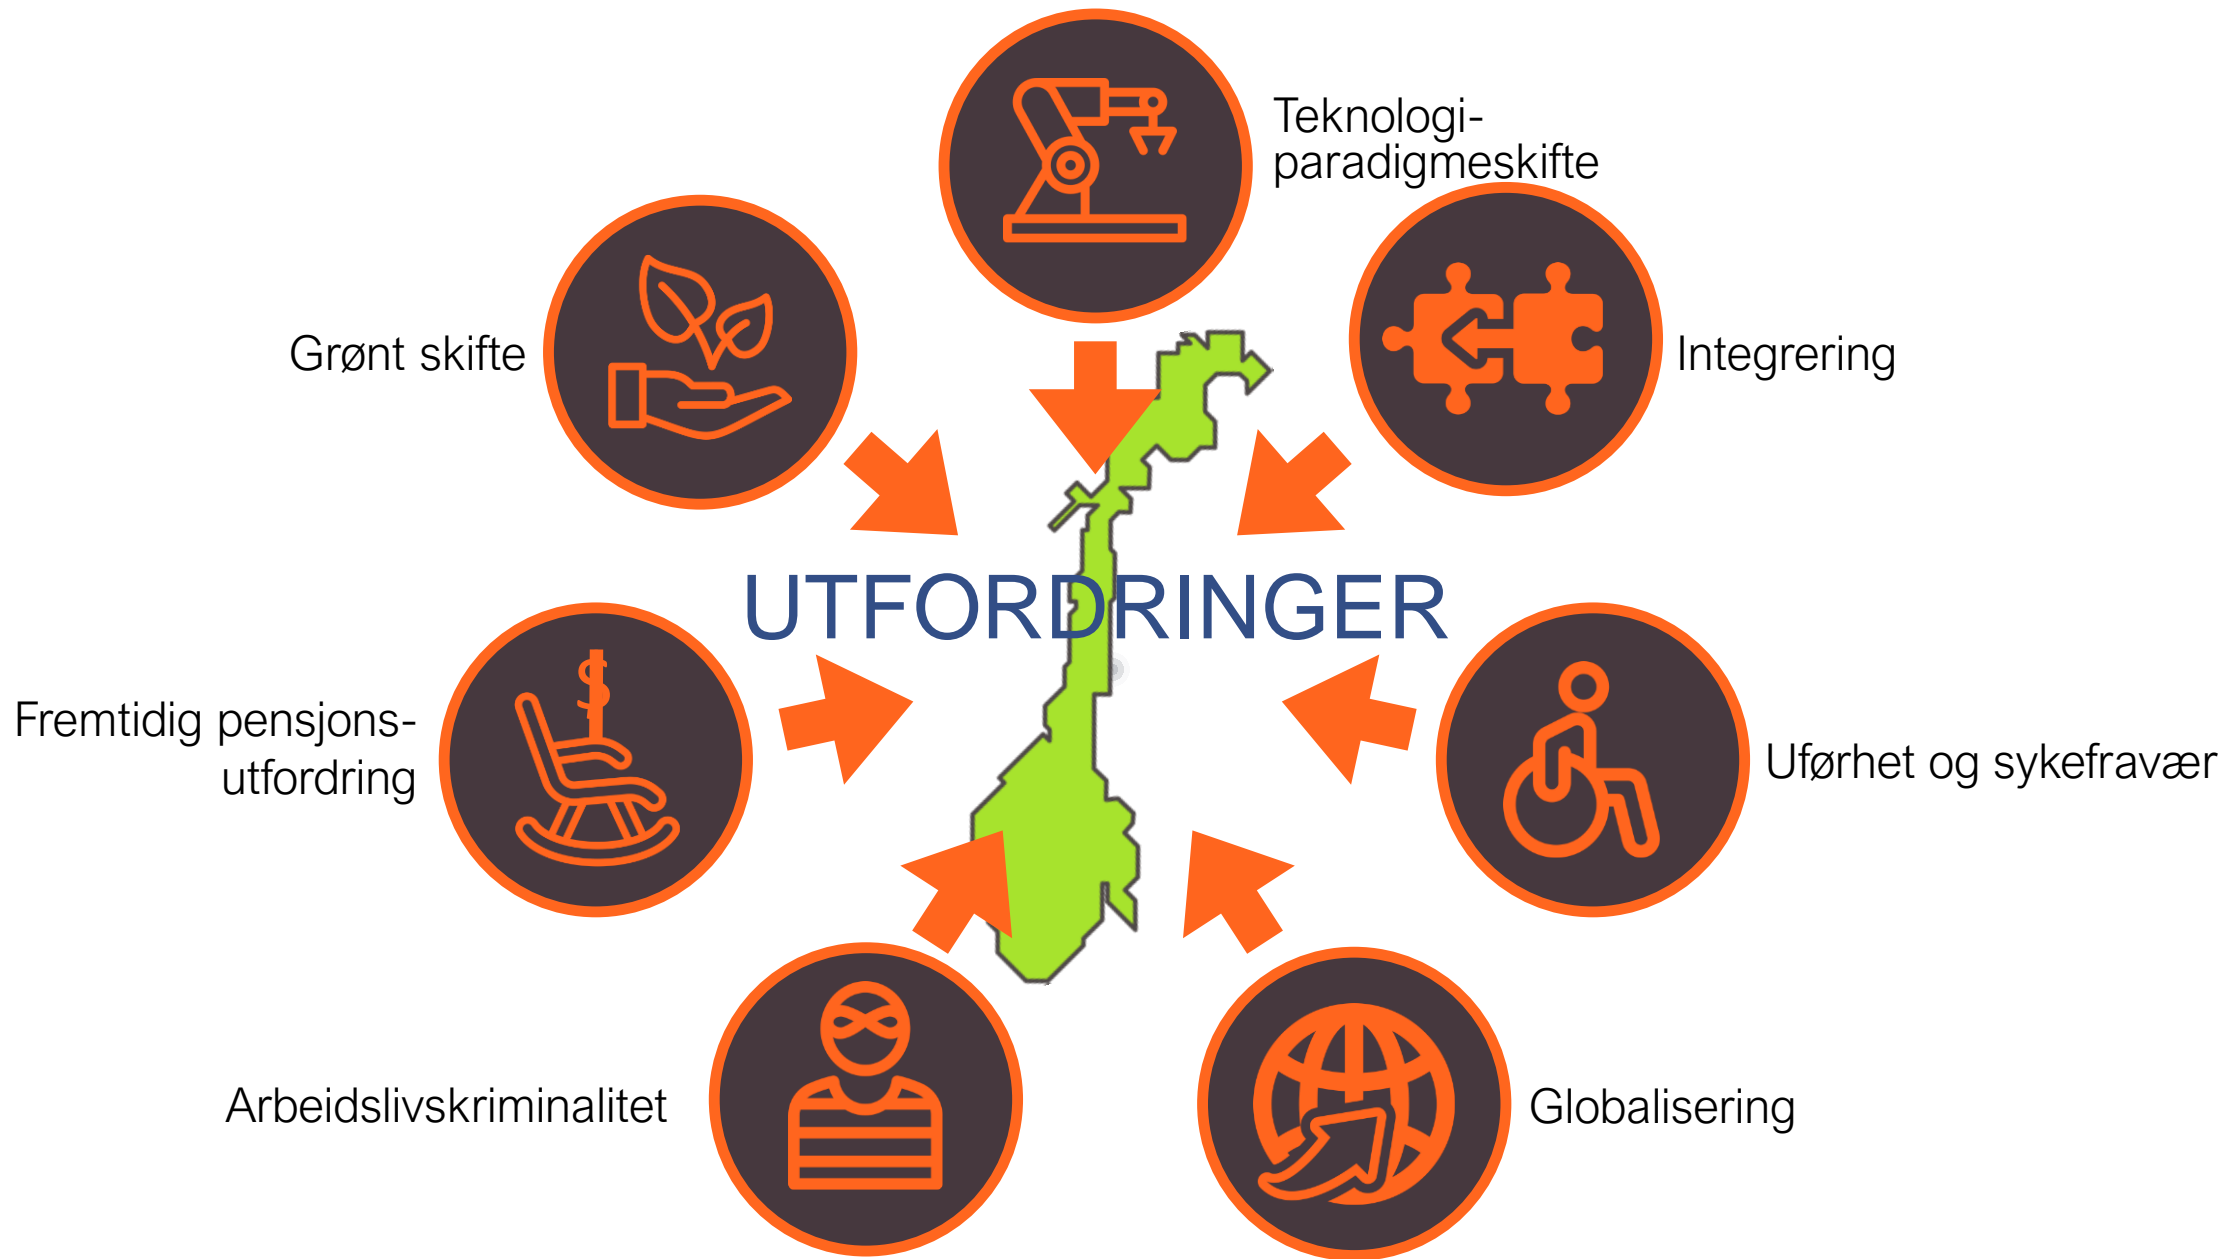 Teknologi-
paradigmeskifte
Grønt skifte
Integrering
UTFORDRINGER
Fremtidig pensjons-
utfordring
Uførhet og sykefravær
Arbeidslivskriminalitet
Globalisering